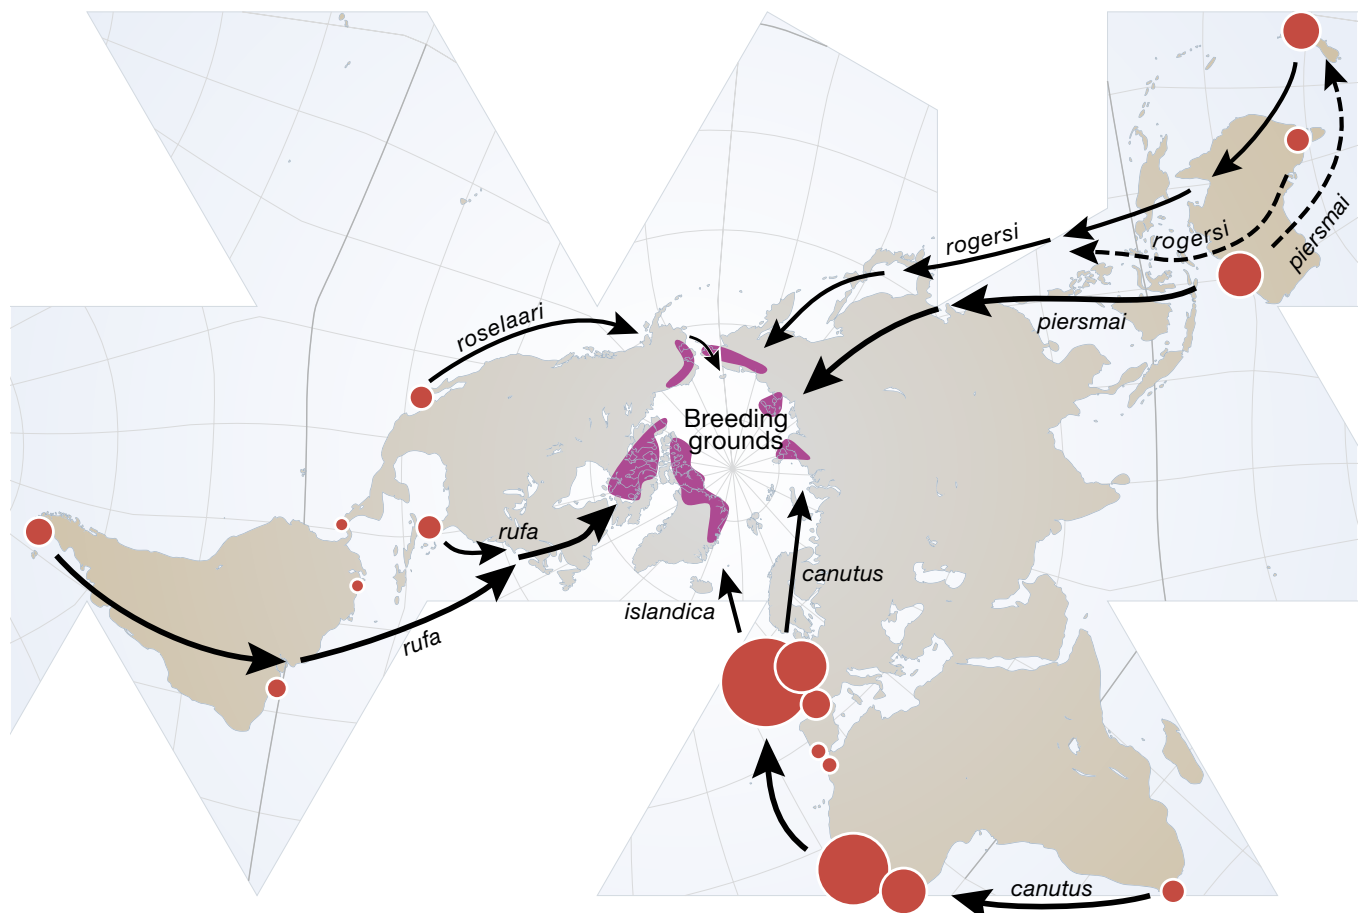 rogersi
rogersi
piersmai
piersmai
roselaari
Breeding
grounds
rufa
canutus
islandica
rufa
canutus